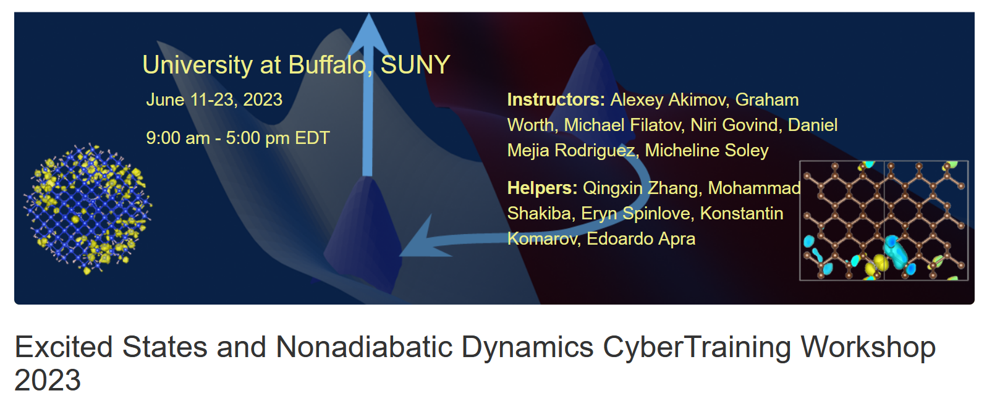 University at Buffalo, SUNY
June 11-23, 2023
9:00 am - 5:00 pm EDT
Instructors: Alexey Akimov, Graham
Worth, Michael Filatov, Niri Govind, Daniel
Mejia Rodriguez, Micheline Soley
Helpers: Qingxin Zhang, Mohammad
Shakiba, Eryn Spinlove, Konstantin
Komarov, Edoardo Apra
Excited States and Nonadiabatic Dynamics CyberTraining Workshop
2023